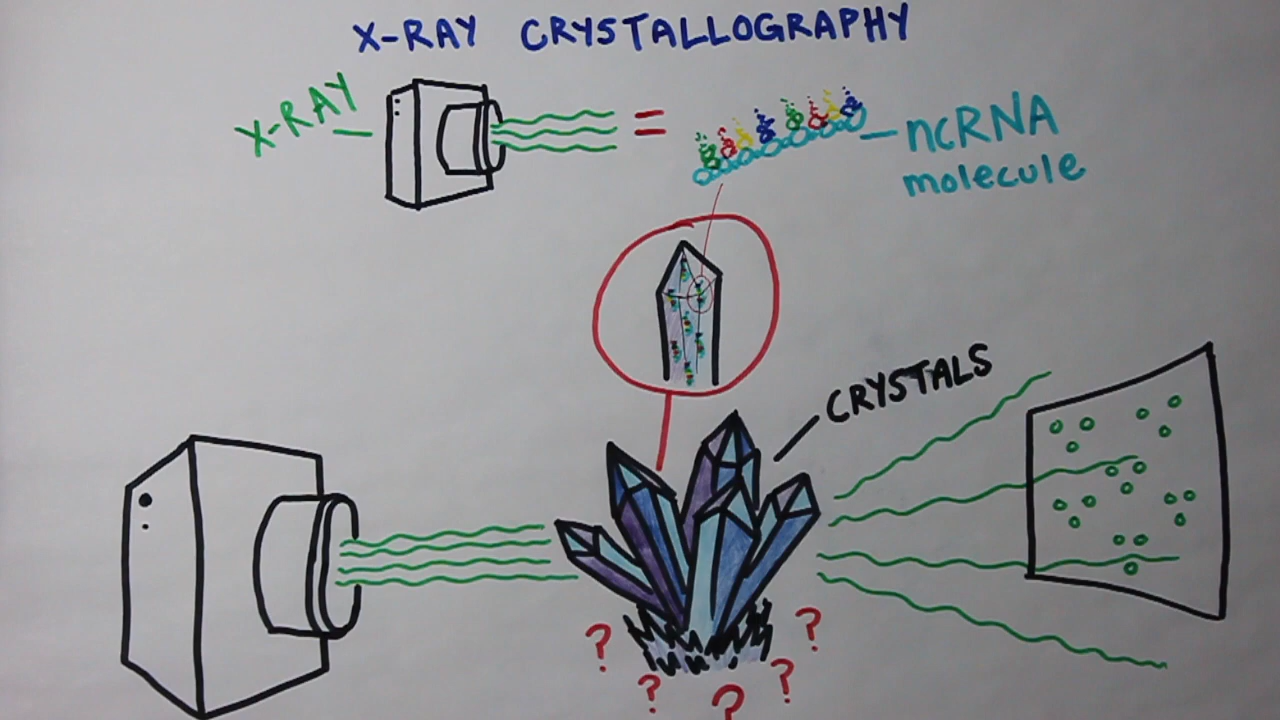 X-RAY CRYSTALLOGRAPHY
X-RAY
=
ncRNA
molecule
CRYSTALS
? ? ? ? ?